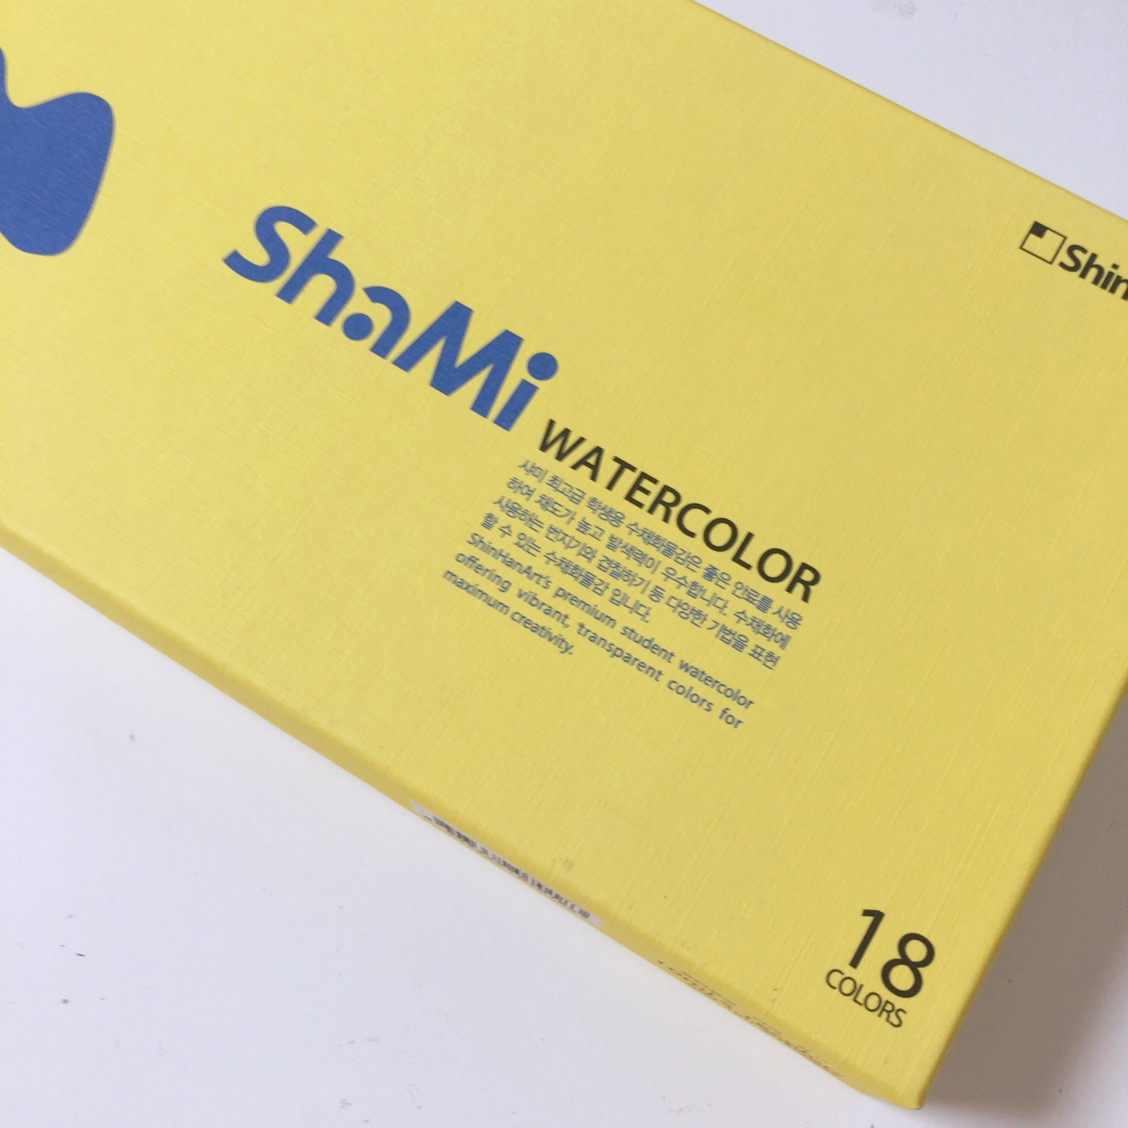 Shin
ShaMi
WATERCOLOR
샤미 최고급 학생용 수채화물감은 좋은 안료를 사용
하여 채도가 높고 발색력이 우수합니다. 수채화에
사용하는 번지기와 겹칠하기 등 다양한 기법을 표현
할 수 있는 수채화물감 입니다.
ShinHanArt's premium student watercolor
offering vibrant, transparent colors for
maximum creativity.
18
COLORS